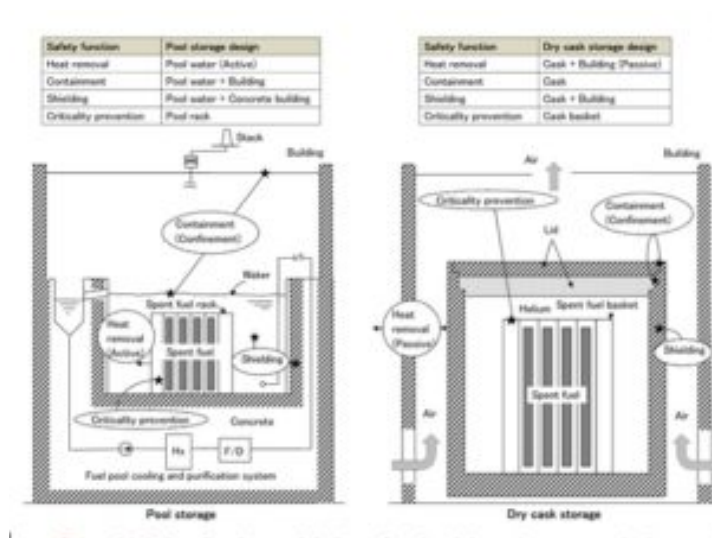 Safety function Pool storage design
Heat removal Pool water (Active)
Containment Pool water + Building
Shielding Pool water + Concrete building
Criticality prevention Pool rack
Stack
Building
Containment
(Confinement)
Water
Spent fuel rack
Heat
removal
(Active)
Spent fuel
Shielding
Criticality prevention
Concrete
Hx
F/D
Fuel pool cooling and purification system
Pool storage
Safety function Dry cask storage design
Heat removal Cask + Building (Passive)
Containment Cask
Shielding Cask + Building
Criticality prevention Cask basket
Air
Building
Criticality prevention
Containment
(Confinement)
Lid
Helium
Spent fuel basket
Heat
removal
(Passive)
Shielding
Spent fuel
Air
Air
Dry cask storage